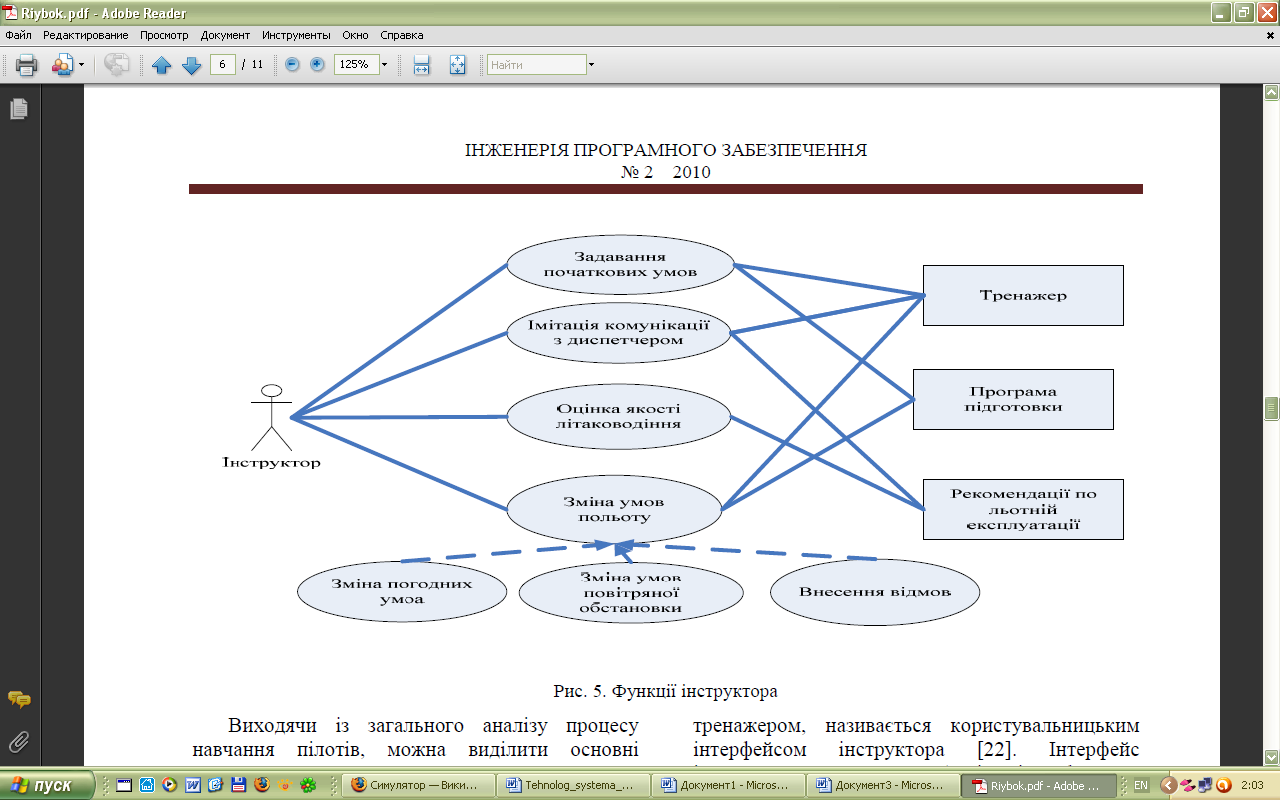 Riybok.pdf - Adobe Reader
Файл Редактирование Просмотр Документ Инструменты Окно Справка
6 / 11 125% Найти
ІНЖЕНЕРІЯ ПРОГРАМНОГО ЗАБЕЗПЕЧЕННЯ
№ 2 2010
Задавання
початкових умов
Імітація комунікації
з диспетчером
Оцінка якості
літаководіння
Зміна умов
польоту
Тренажер
Програма
підготовки
Рекомендації по
льотній
експлуатації
Інструктор
Зміна погодних
умоа
Зміна умов
повітряної
обстановки
Внесення відмов
Рис. 5. Функції інструктора
Виходячи із загального аналізу процесу
навчання пілотів, можна виділити основні
тренажером, називається користувальницьким
інтерфейсом інструктора [22]. Інтерфейс
пуск Симулятор — Вики... Tehnolog_systema_... Документ1 - Micros... Документ3 - Micros... Riybok.pdf - Adobe ... EN 2:03